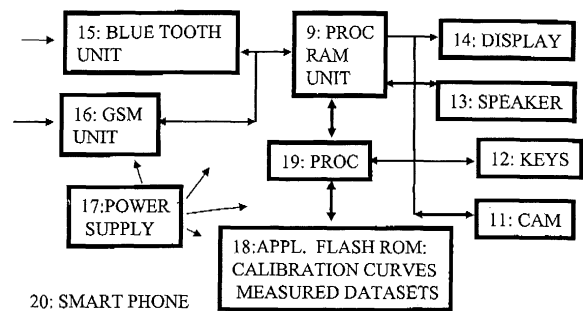 15: BLUE TOOTH
UNIT
9: PROC
RAM
UNIT
14: DISPLAY
13: SPEAKER
16: GSM
UNIT
19: PROC
12: KEYS
17:POWER
SUPPLY
11: CAM
18:APPL. FLASH ROM:
CALIBRATION CURVES
MEASURED DATASETS
20: SMART PHONE